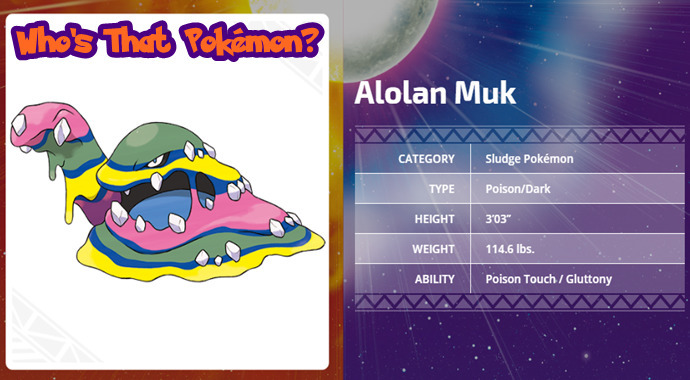 Who's That Pokémon?
Alolan Muk
CATEGORY Sludge Pokémon
TYPE Poison/Dark
HEIGHT 3'03"
WEIGHT 114.6 lbs.
ABILITY Poison Touch / Gluttony